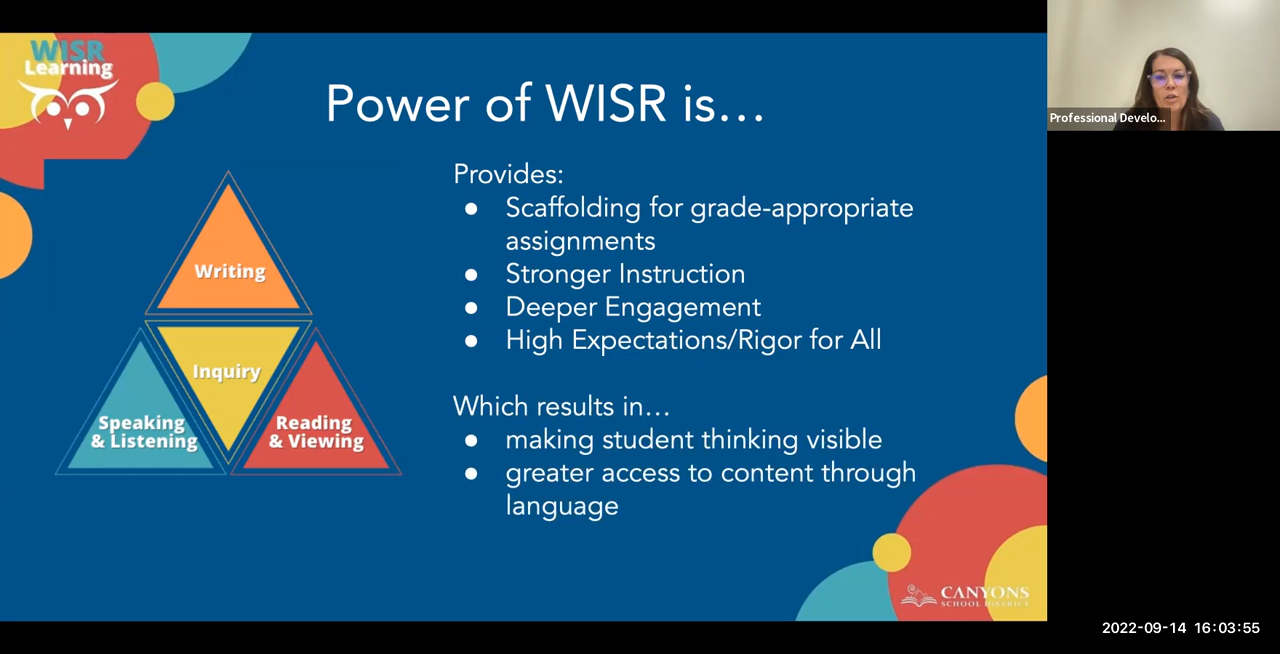 WISR
Learning
Power of WISR is...
Professional Develo...
Provides:
● Scaffolding for grade-appropriate
assignments
● Stronger Instruction
● Deeper Engagement
● High Expectations/Rigor for All
Writing
Inquiry
Speaking
& Listening
Reading
& Viewing
Which results in...
● making student thinking visible
● greater access to content through
language
CANYONS
SCHOOL DISTRICT
2022-09-14 16:03:55